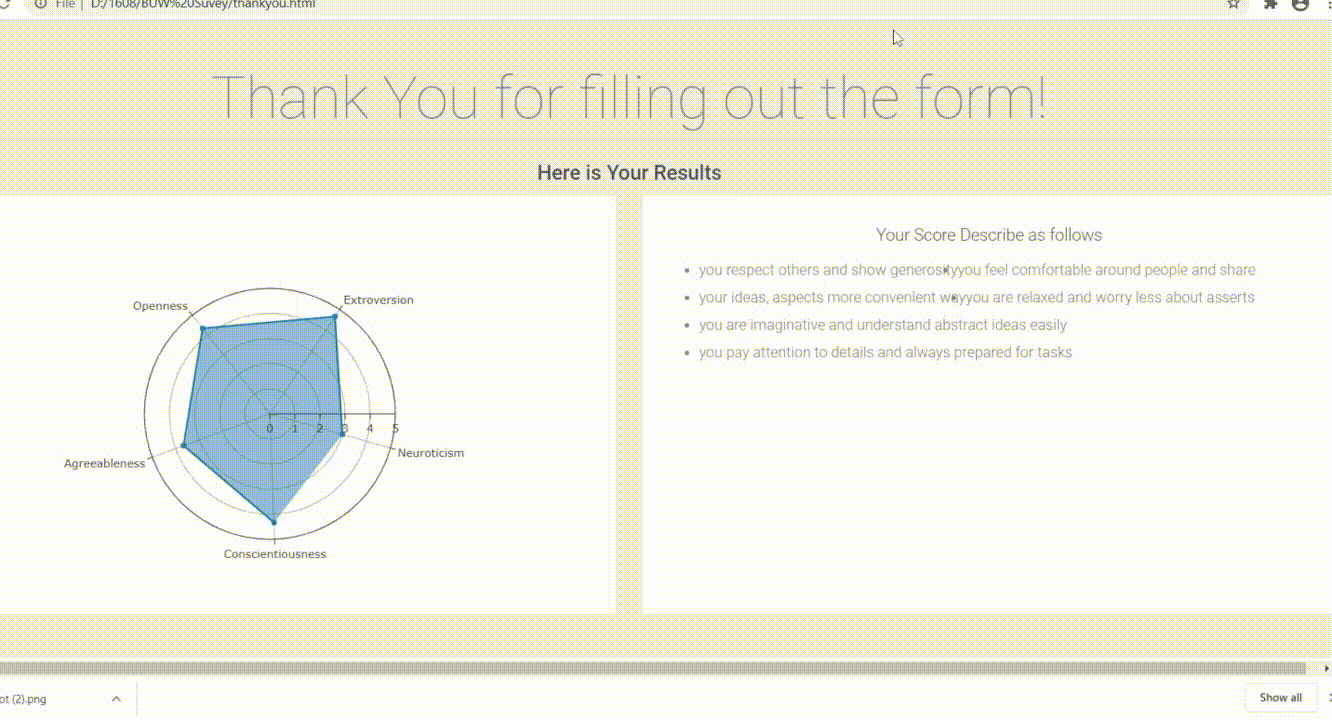 File | D:/1608/BUW%20Suvey/thankyou.html
Thank You for filling out the form!
Here is Your Results
Your Score Describe as follows
you respect others and show generosityyou feel comfortable around people and share
your ideas, aspects more convenient wayyou are relaxed and worry less about asserts
you are imaginative and understand abstract ideas easily
you pay attention to details and always prepared for tasks
Extroversion
Openness
0 1 2 3 4 5
Neuroticism
Agreeableness
Conscientiousness
ot (2).png
Show all